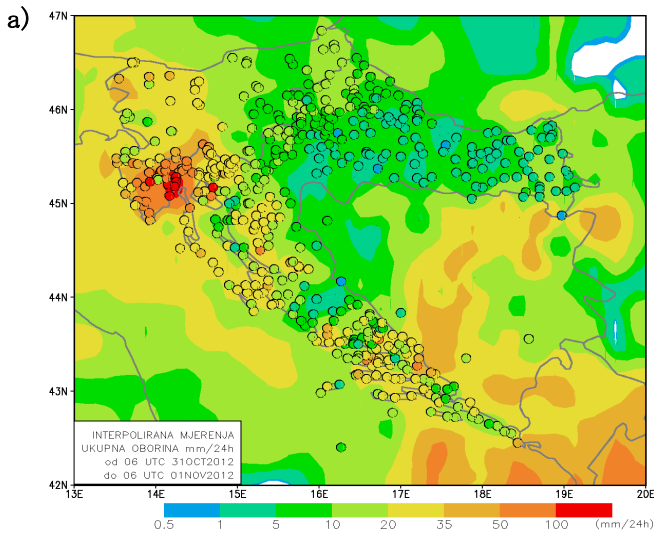 a)
47N
46N
45N
44N
43N
42N
INTERPOLIRANA MJERENJA
UKUPNA OBORINA mm/24h
od 06 UTC 31OCT2012
do 06 UTC 01NOV2012
13E 14E 15E 16E 17E 18E 19E 20E
0.5 1 5 10 20 35 50 100 (mm/24h)